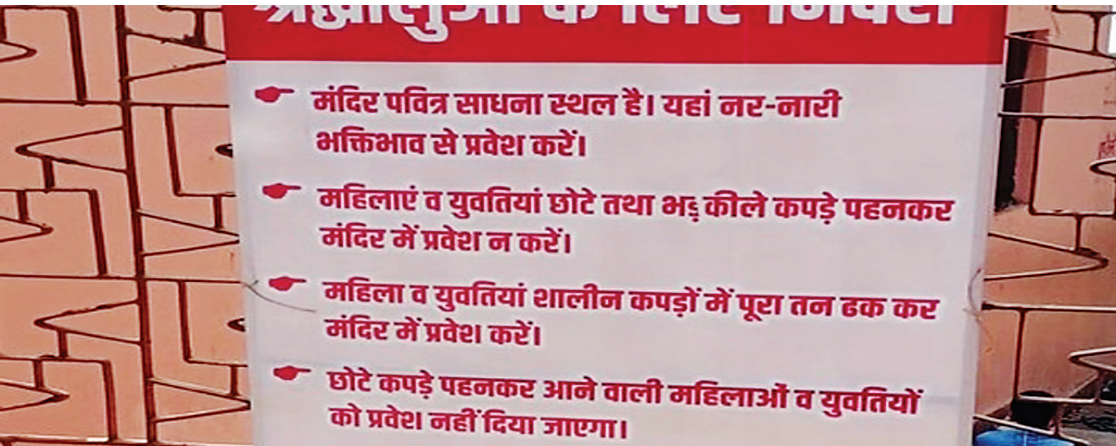 श्रद्धालुओं के लिए
मंदिर पवित्र साधना स्थल है। यहां नर-नारी
भक्तिभाव से प्रवेश करें।
महिलाएं व युवतियां छोटे तथा भड़कीले कपड़े पहनकर
मंदिर में प्रवेश न करें।
महिला व युवतियां शालीन कपड़ों में पूरा तन ढक कर
मंदिर में प्रवेश करें।
छोटे कपड़े पहनकर आने वाली महिलाओं व युवतियों
को प्रवेश नहीं दिया जाएगा।